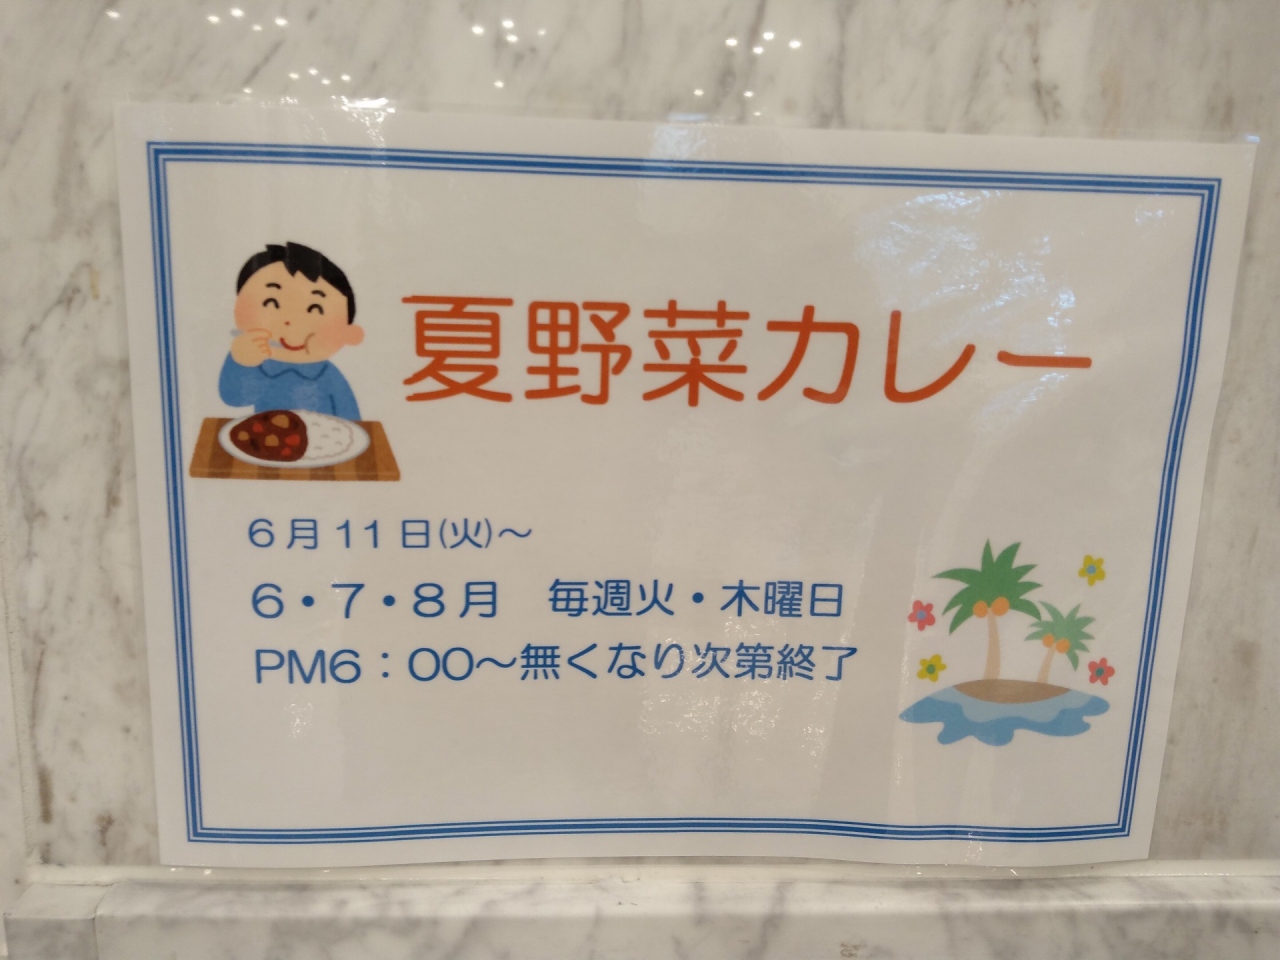 夏野菜カレー
６月１１日(火)～
６・７・８月　毎週火・木曜日
PM6：00～無くなり次第終了